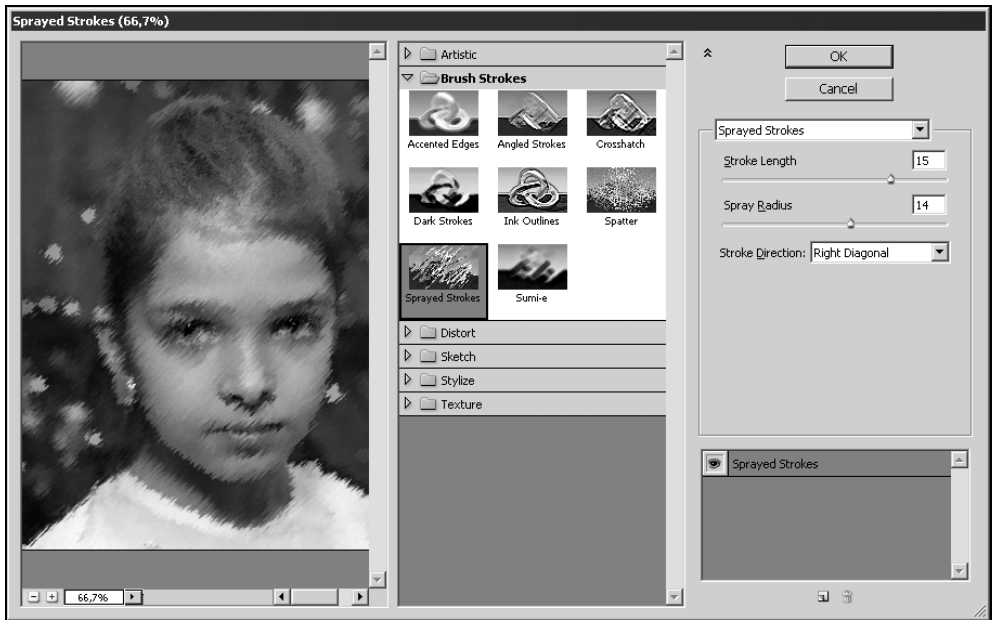 Sprayed Strokes (66,7%)
Artistic
Brush Strokes
Accented Edges
Angled Strokes
Crosshatch
Dark Strokes
Ink Outlines
Spatter
Sprayed Strokes
Sumi-e
Distort
Sketch
Stylize
Texture
66,7%
OK
Cancel
Sprayed Strokes
Stroke Length 15
Spray Radius 14
Stroke Direction: Right Diagonal
Sprayed Strokes